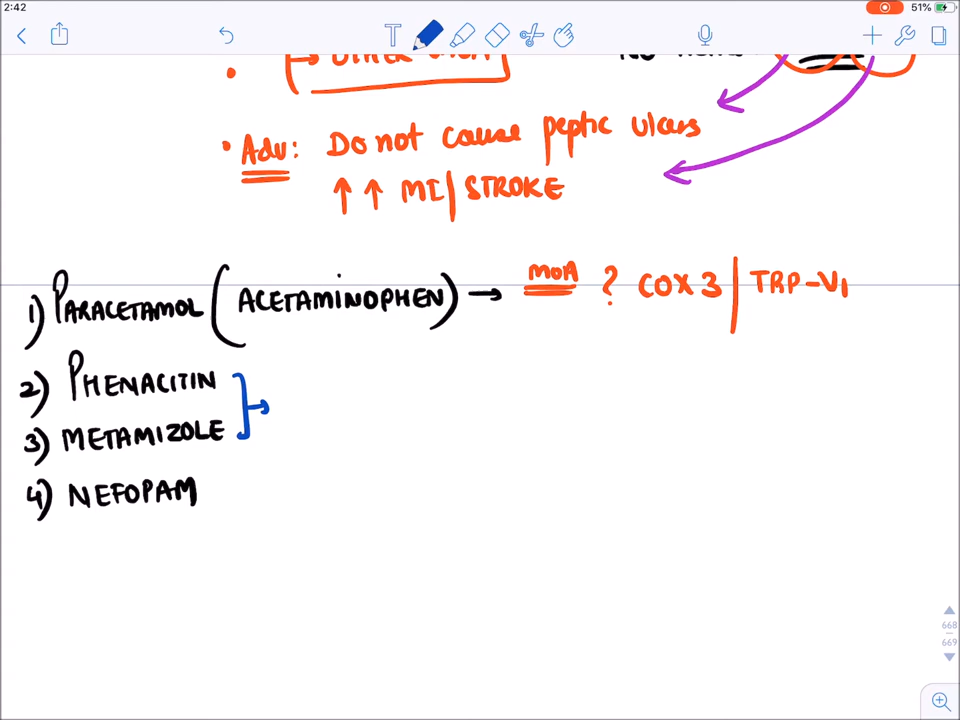 2:42
51%
T
• Adv: Do not cause peptic ulcers
↑ ↑ MI | STROKE
1) PARACETAMOL (ACETAMINOPHEN) → MOA ? COX 3 | TRP-V1
2) PHENACITIN
3) METAMIZOLE
4) NEFOPAM
668
669